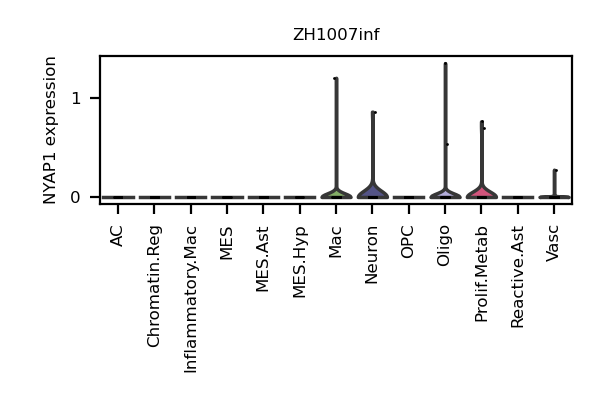 ZH1007inf
NYAP1 expression
1
0
AC
Chromatin.Reg
Inflammatory.Mac
MES
MES.Ast
MES.Hyp
Mac
Neuron
OPC
Oligo
Prolif.Metab
Reactive.Ast
Vasc